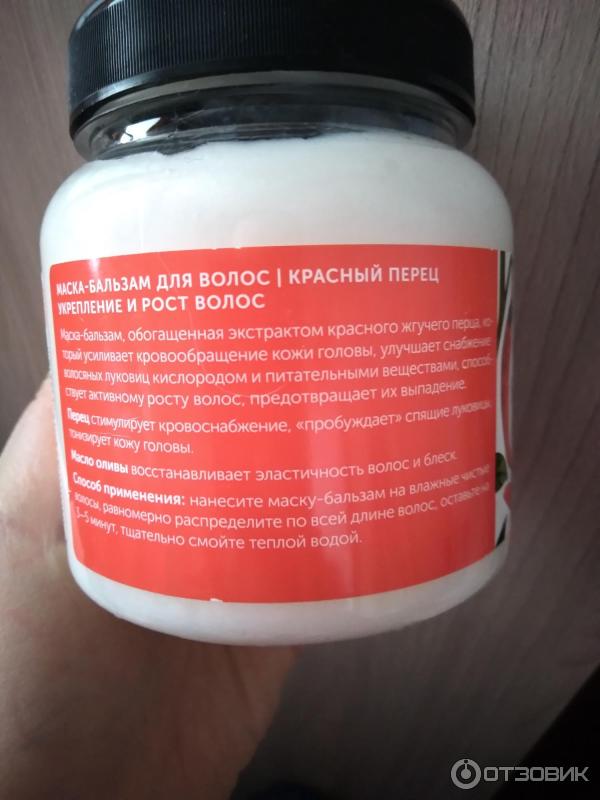 МАСКА-БАЛЬЗАМ ДЛЯ ВОЛОС | КРАСНЫЙ ПЕРЕЦ
УКРЕПЛЕНИЕ И РОСТ ВОЛОС
Маска-бальзам, обогащенная экстрактом красного жгучего перца, ко-
торый усиливает кровообращение кожи головы, улучшает снабжение
волосяных луковиц кислородом и питательными веществами, способ-
ствует активному росту волос, предотвращает их выпадение.
Перец стимулирует кровоснабжение, «пробуждает» спящие луковицы,
тонизирует кожу головы.
Масло оливы восстанавливает эластичность волос и блеск.
Способ применения: нанесите маску-бальзам на влажные чистые
волосы, равномерно распределите по всей длине волос, оставьте на
3–5 минут, тщательно смойте теплой водой.
ОТЗОВИК